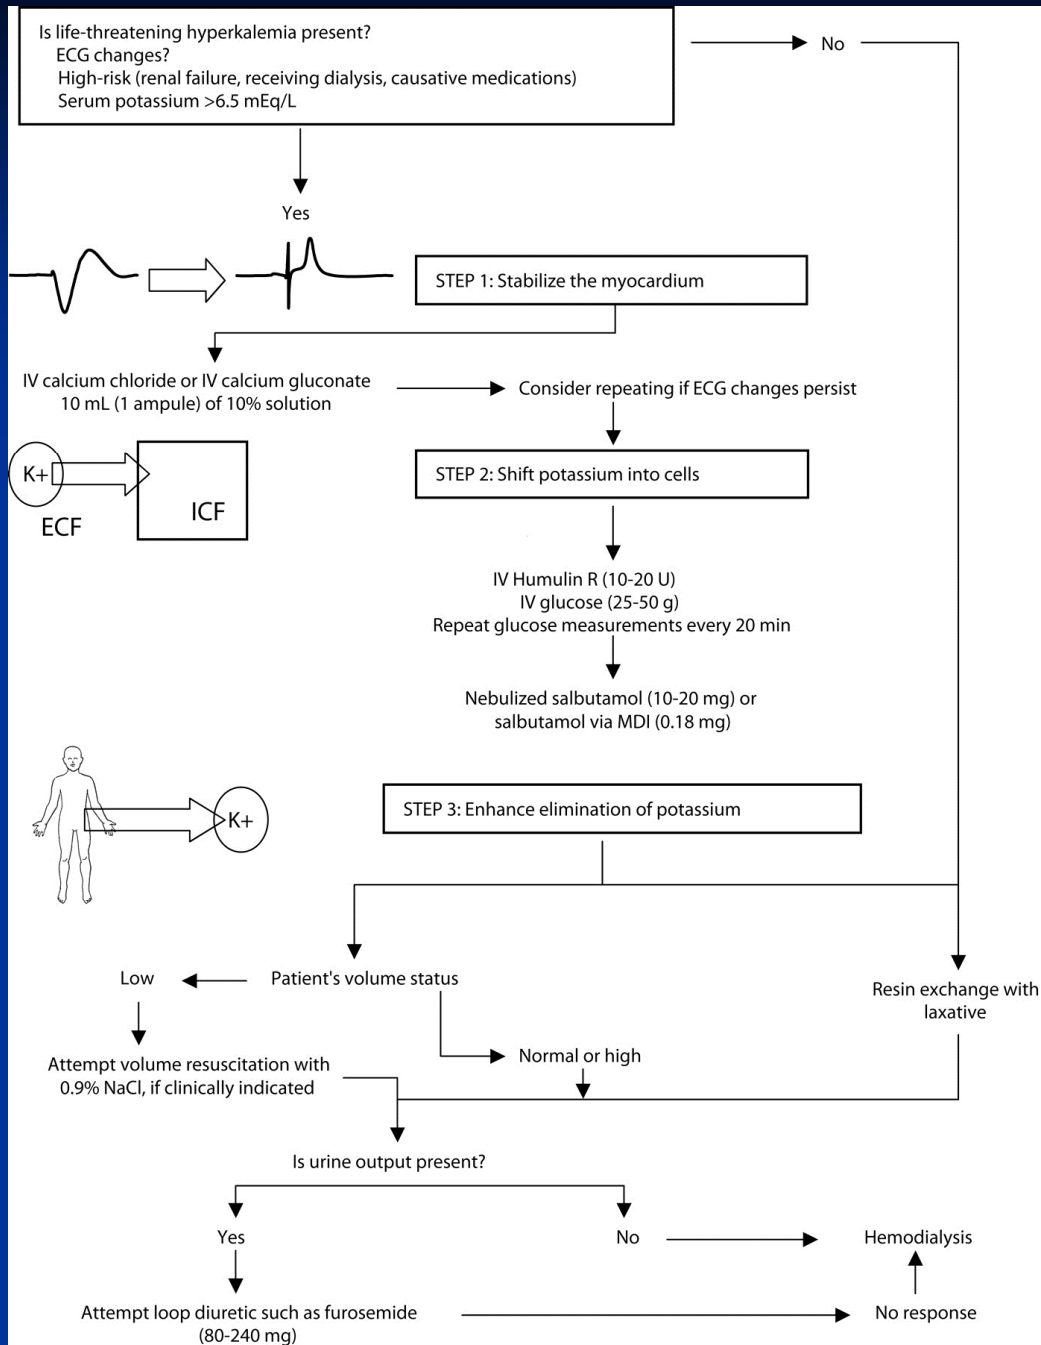 Is life-threatening hyperkalemia present?
ECG changes?
High-risk (renal failure, receiving dialysis, causative medications)
Serum potassium >6.5 mEq/L
No
Yes
STEP 1: Stabilize the myocardium
IV calcium chloride or IV calcium gluconate
10 mL (1 ampule) of 10% solution
Consider repeating if ECG changes persist
K+
ECF
ICF
STEP 2: Shift potassium into cells
IV Humulin R (10-20 U)
IV glucose (25-50 g)
Repeat glucose measurements every 20 min
Nebulized salbutamol (10-20 mg) or
salbutamol via MDI (0.18 mg)
K+
STEP 3: Enhance elimination of potassium
Low
Patient's volume status
Resin exchange with
laxative
Attempt volume resuscitation with
0.9% NaCl, if clinically indicated
Normal or high
Is urine output present?
Yes
No
Hemodialysis
Attempt loop diuretic such as furosemide
(80-240 mg)
No response